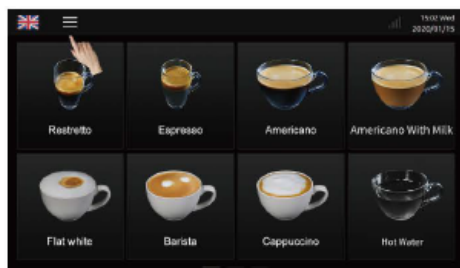 15:02 Wed
2020/01/15
Restretto
Espresso
Americano
Americano With Milk
Flat white
Barista
Cappuccino
Hot Water